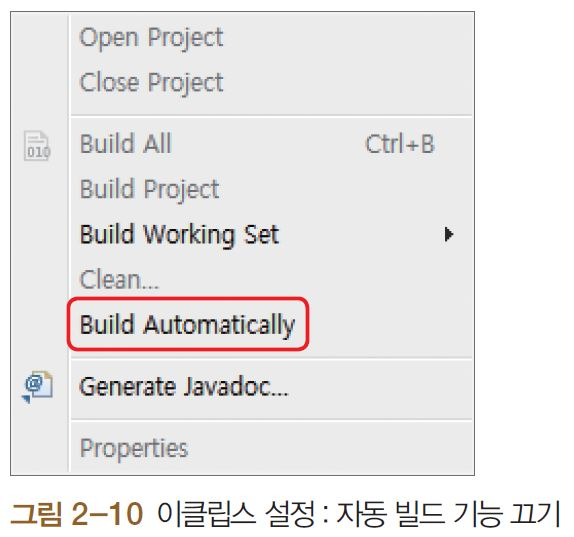 Open Project
Close Project
Build All Ctrl+B
Build Project
Build Working Set
Clean...
Build Automatically
Generate Javadoc...
Properties
그림 2-10 이클립스 설정 : 자동 빌드 기능 끄기